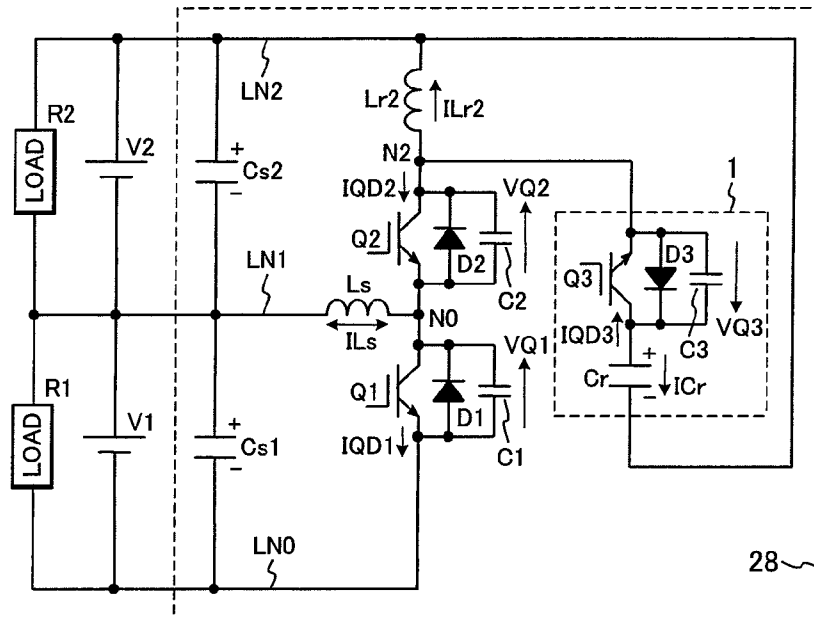 LN2
Lr2
ILr2
R2
LOAD
V2
+
Cs2
-
N2
IQD2
VQ2
1
Q2
D2
C2
Q3
D3
LN1
Ls
ILs
N0
IQD3
C3
VQ3
VQ1
Cr
+
-
ICr
R1
LOAD
V1
+
Cs1
-
Q1
D1
C1
IQD1
LN0
28